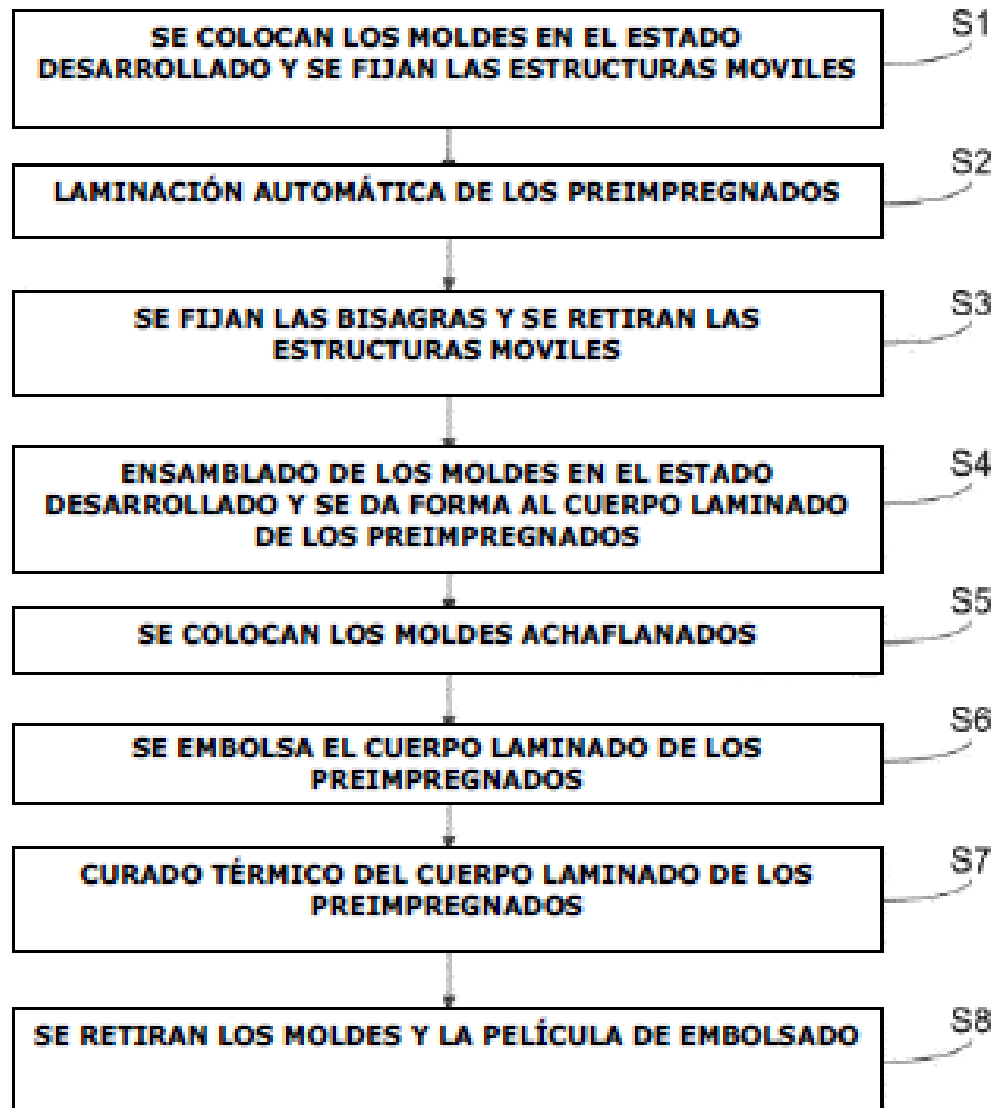 SE COLOCAN LOS MOLDES EN EL ESTADO
DESARROLLADO Y SE FIJAN LAS ESTRUCTURAS MOVILES
S1
LAMINACIÓN AUTOMÁTICA DE LOS PREIMPREGNADOS
S2
SE FIJAN LAS BISAGRAS Y SE RETIRAN LAS
ESTRUCTURAS MOVILES
S3
ENSAMBLADO DE LOS MOLDES EN EL ESTADO
DESARROLLADO Y SE DA FORMA AL CUERPO LAMINADO
DE LOS PREIMPREGNADOS
S4
SE COLOCAN LOS MOLDES ACHAFLANADOS
S5
SE EMBOLSA EL CUERPO LAMINADO DE LOS
PREIMPREGNADOS
S6
CURADO TÉRMICO DEL CUERPO LAMINADO DE LOS
PREIMPREGNADOS
S7
SE RETIRAN LOS MOLDES Y LA PELÍCULA DE EMBOLSADO
S8